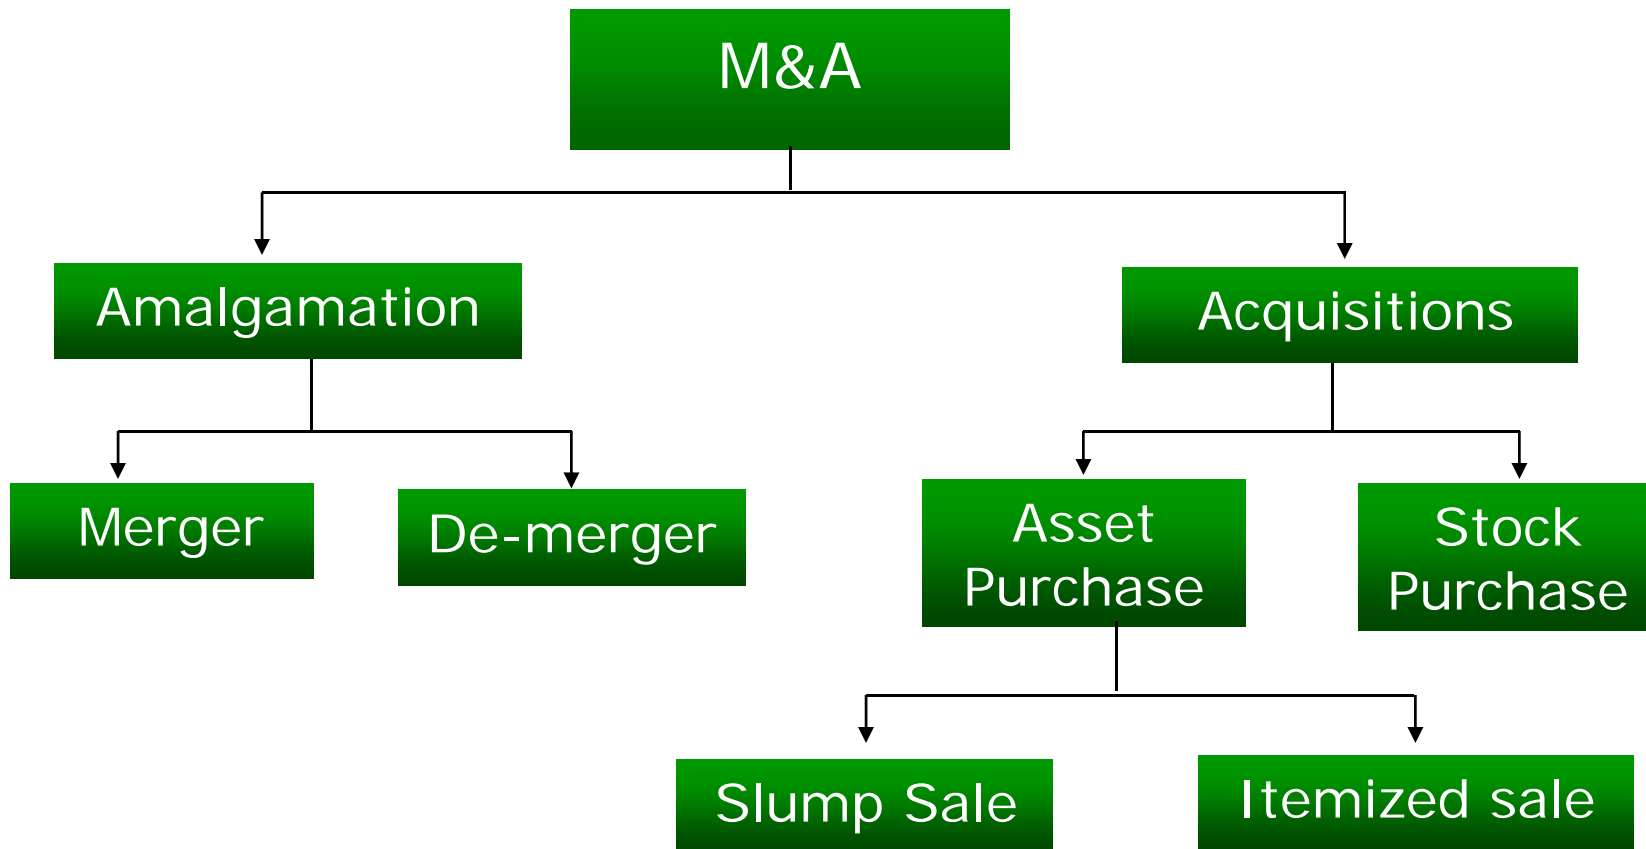 M&A
Amalgamation
Acquisitions
Merger
De-merger
Asset
Purchase
Stock
Purchase
Slump Sale
Itemized sale